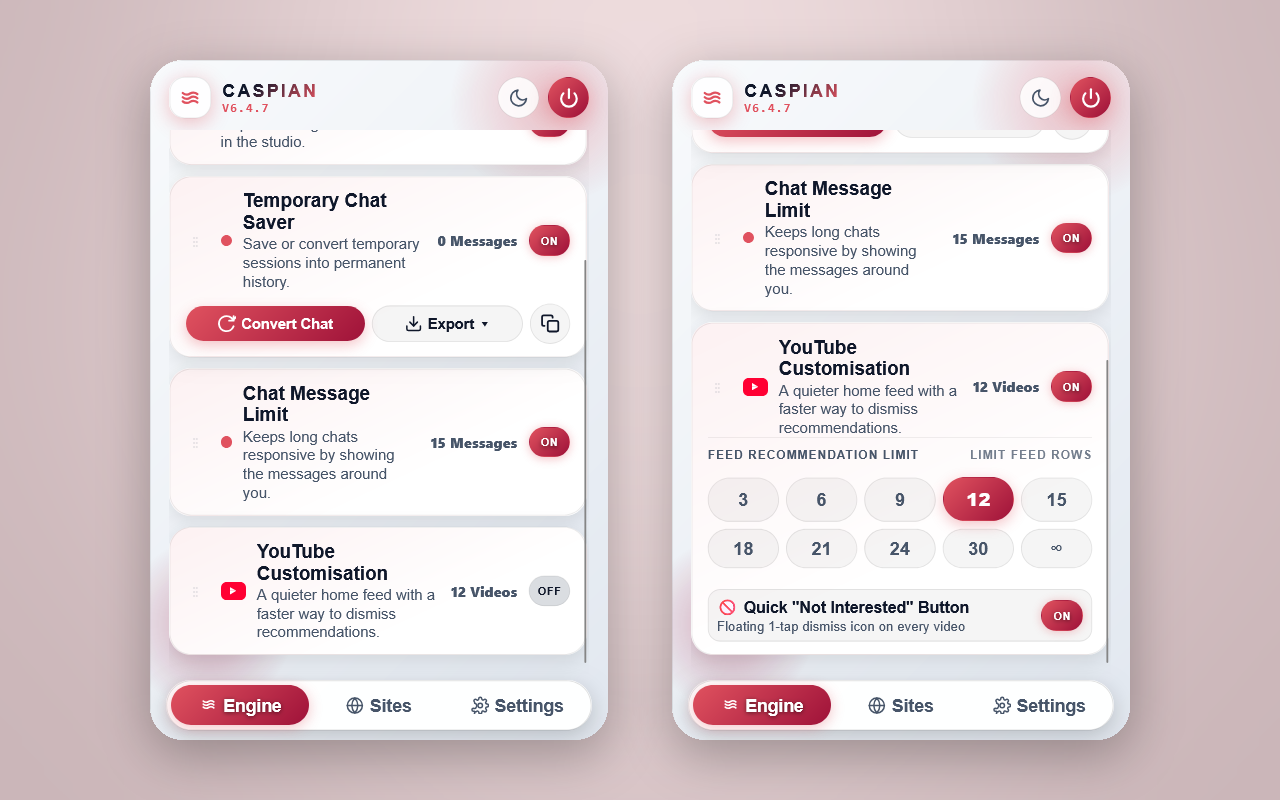 CASPIAN
V6.4.7
in the studio.
Temporary Chat
Saver
Save or convert temporary
sessions into permanent
history.
0 Messages
ON
Convert Chat
Export
Chat Message
Limit
Keeps long chats
responsive by showing
the messages around
you.
15 Messages
ON
YouTube
Customisation
A quieter home feed with a
faster way to dismiss
recommendations.
12 Videos
OFF
Engine
Sites
Settings
CASPIAN
V6.4.7
Chat Message
Limit
Keeps long chats
responsive by showing
the messages around
you.
15 Messages
ON
YouTube
Customisation
A quieter home feed with a
faster way to dismiss
recommendations.
12 Videos
ON
FEED RECOMMENDATION LIMIT
LIMIT FEED ROWS
3 6 9 12 15
18 21 24 30 ∞
Quick "Not Interested" Button
Floating 1-tap dismiss icon on every video
ON
Engine
Sites
Settings